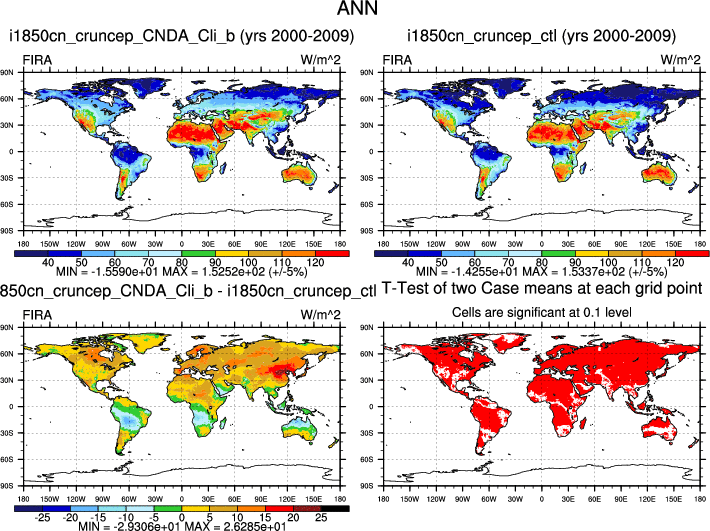 ANN
i1850cn_cruncep_CNDA_Cli_b (yrs 2000-2009)
FIRA W/m^2
90N
60N
30N
0
30S
60S
90S
180 150W 120W 90W 60W 30W 0 30E 60E 90E 120E 150E 180
40 50 60 70 80 90 100 110 120
MIN = -1.5590e+01 MAX = 1.5252e+02 (+/-5%)
i1850cn_cruncep_ctl (yrs 2000-2009)
FIRA W/m^2
90N
60N
30N
0
30S
60S
90S
180 150W 120W 90W 60W 30W 0 30E 60E 90E 120E 150E 180
40 50 60 70 80 90 100 110 120
MIN = -1.4255e+01 MAX = 1.5337e+02 (+/-5%)
850cn_cruncep_CNDA_Cli_b - i1850cn_cruncep_ctl
FIRA W/m^2
90N
60N
30N
0
30S
60S
90S
180 150W 120W 90W 60W 30W 0 30E 60E 90E 120E 150E 180
-25 -20 -15 -10 -5 0 5 10 15 20 25
MIN = -2.9306e+01 MAX = 2.6285e+01
T-Test of two Case means at each grid point
Cells are significant at 0.1 level
90N
60N
30N
0
30S
60S
90S
180 150W 120W 90W 60W 30W 0 30E 60E 90E 120E 150E 180